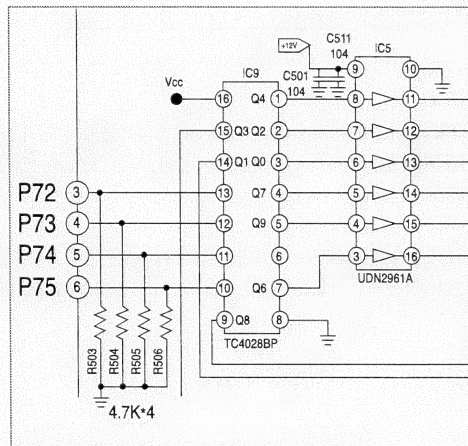 +12V
C511
104
IC5
Vcc
IC9
C501
104
9 10
16 1 Q4 8 11
15 Q3 Q2 2 7 12
14 Q1 Q0 3 6 13
P72 3 13 Q7 4 5 14
P73 4 12 Q9 5 4 15
P74 5 11 6 3 16
P75 6 10 Q6 7
UDN2961A
9 Q8 8
TC4028BP
R503
R504
R505
R506
4.7K*4